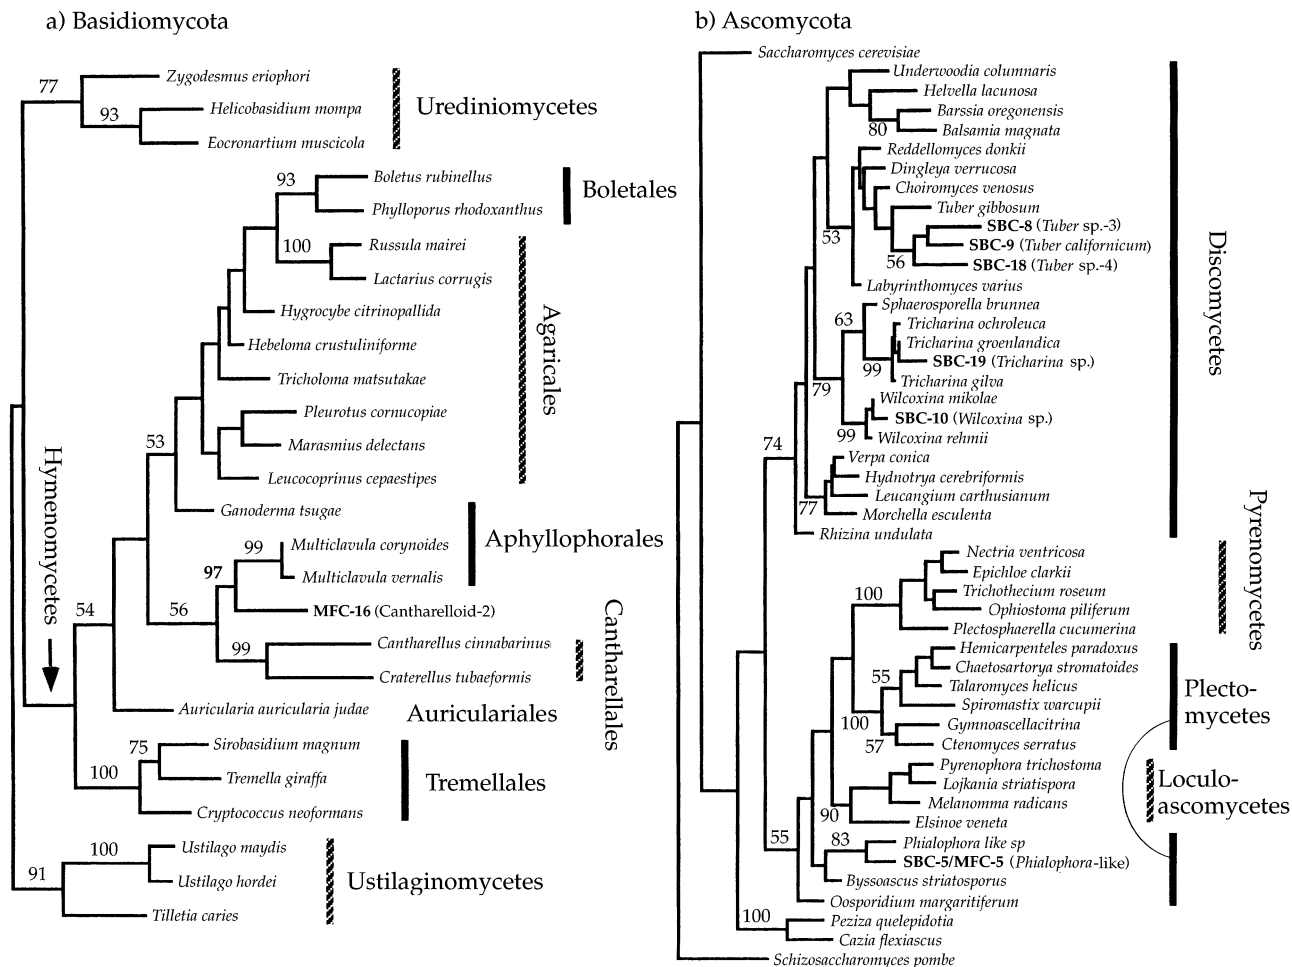 a) Basidiomycota
77
Zygodesmus eriophori
93
Helicobasidium mompa
Eocronartium muscicola
Urediniomycetes
93
Boletus rubinellus
Phylloporus rhodoxanthus
Boletales
100
Russula mairei
Lactarius corrugis
Hygrocybe citrinopallida
Hebeloma crustuliniforme
Tricholoma matsutakae
Pleurotus cornucopiae
Marasmius delectans
Leucocoprinus cepaestipes
Agaricales
53
Ganoderma tsugae
Hymenomycetes
99
Multiclavula corynoides
Multiclavula vernalis
Aphyllophorales
97
MFC-16 (Cantharelloid-2)
56
54
99
Cantharellus cinnabarinus
Craterellus tubaeformis
Cantharellales
Auricularia auricularia judae
Auriculariales
75
Sirobasidium magnum
100
Tremella giraffa
Cryptococcus neoformans
Tremellales
100
Ustilago maydis
91
Ustilago hordei
Tilletia caries
Ustilaginomycetes
b) Ascomycota
Saccharomyces cerevisiae
Underwoodia columnaris
Helvella lacunosa
Barssia oregonensis
80
Balsamia magnata
Reddellomyces donkii
Dingleya verrucosa
Choiromyces venosus
Tuber gibbosum
53
SBC-8 (Tuber sp.-3)
SBC-9 (Tuber californicum)
56
SBC-18 (Tuber sp.-4)
Labyrinthomyces varius
Sphaerosporella brunnea
63
Tricharina ochroleuca
Tricharina groenlandica
SBC-19 (Tricharina sp.)
99
Tricharina gilva
79
Wilcoxina mikolae
SBC-10 (Wilcoxina sp.)
99
Wilcoxina rehmii
74
Verpa conica
Hydnotrya cerebriformis
Leucangium carthusianum
77
Morchella esculenta
Rhizina undulata
Discomycetes
Nectria ventricosa
Epichloe clarkii
100
Trichothecium roseum
Ophiostoma piliferum
Plectosphaerella cucumerina
Pyrenomycetes
Hemicarpenteles paradoxus
Chaetosartorya stromatoides
55
Talaromyces helicus
Spiromastix warcupii
100
Gymnoascellacitrina
57
Ctenomyces serratus
Plecto-
mycetes
Pyrenophora trichostoma
Lojkania striatispora
Melanomma radicans
90
Elsinoe veneta
Loculo-
ascomycetes
55
83
Phialophora like sp
SBC-5/MFC-5 (Phialophora-like)
Byssoascus striatosporus
Oosporidium margaritiferum
100
Peziza quelepidotia
Cazia flexiascus
Schizosaccharomyces pombe